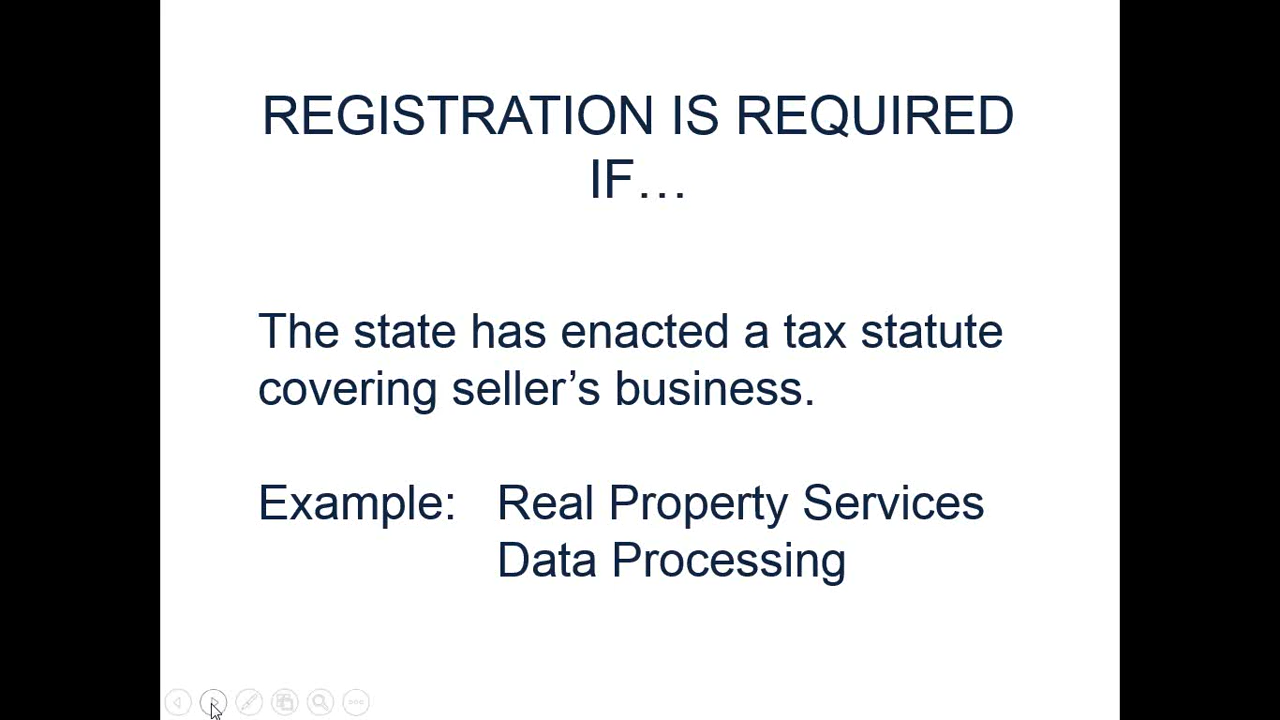 REGISTRATION IS REQUIRED
IF…
The state has enacted a tax statute
covering seller’s business.
Example: Real Property Services
Data Processing